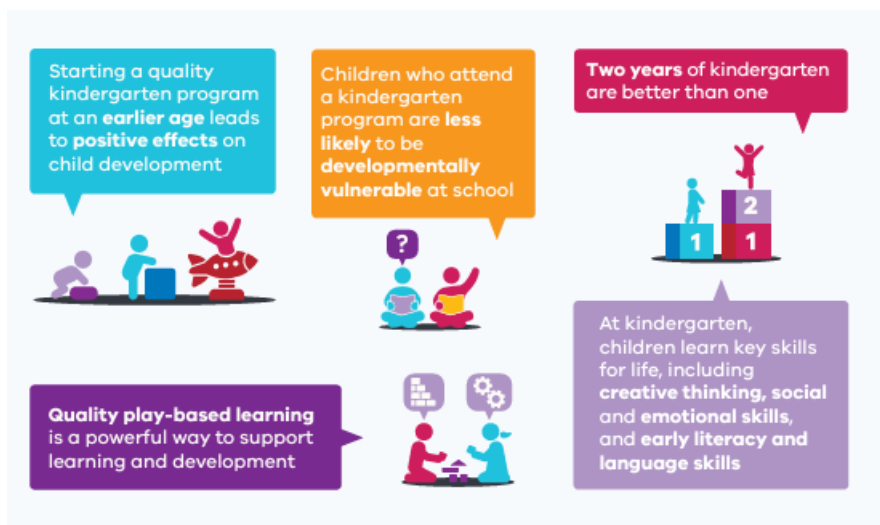 Starting a quality
kindergarten program
at an earlier age leads
to positive effects on
child development
Children who attend
a kindergarten
program are less
likely to be
developmentally
vulnerable at school
Two years of kindergarten
are better than one
?
1
2
1
At kindergarten,
children learn key skills
for life, including
creative thinking, social
and emotional skills,
and early literacy and
language skills
Quality play-based learning
is a powerful way to support
learning and development